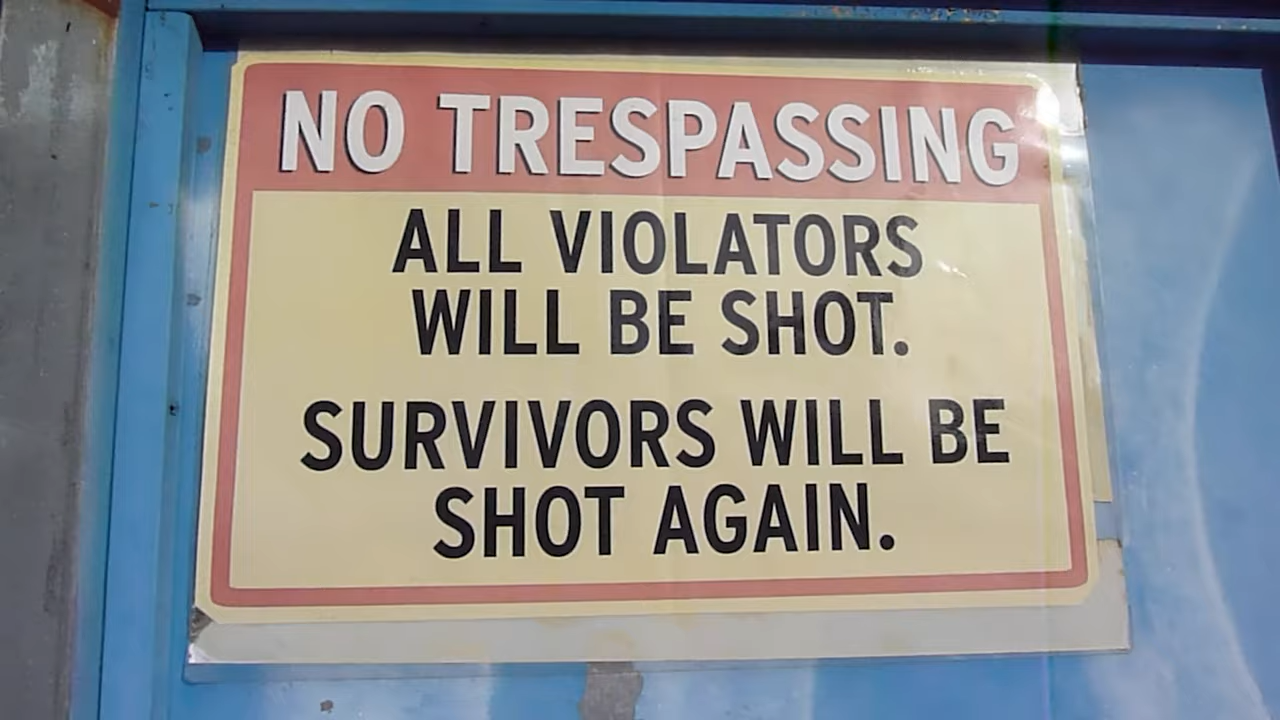 NO TRESPASSING
ALL VIOLATORS
WILL BE SHOT.
SURVIVORS WILL BE
SHOT AGAIN.